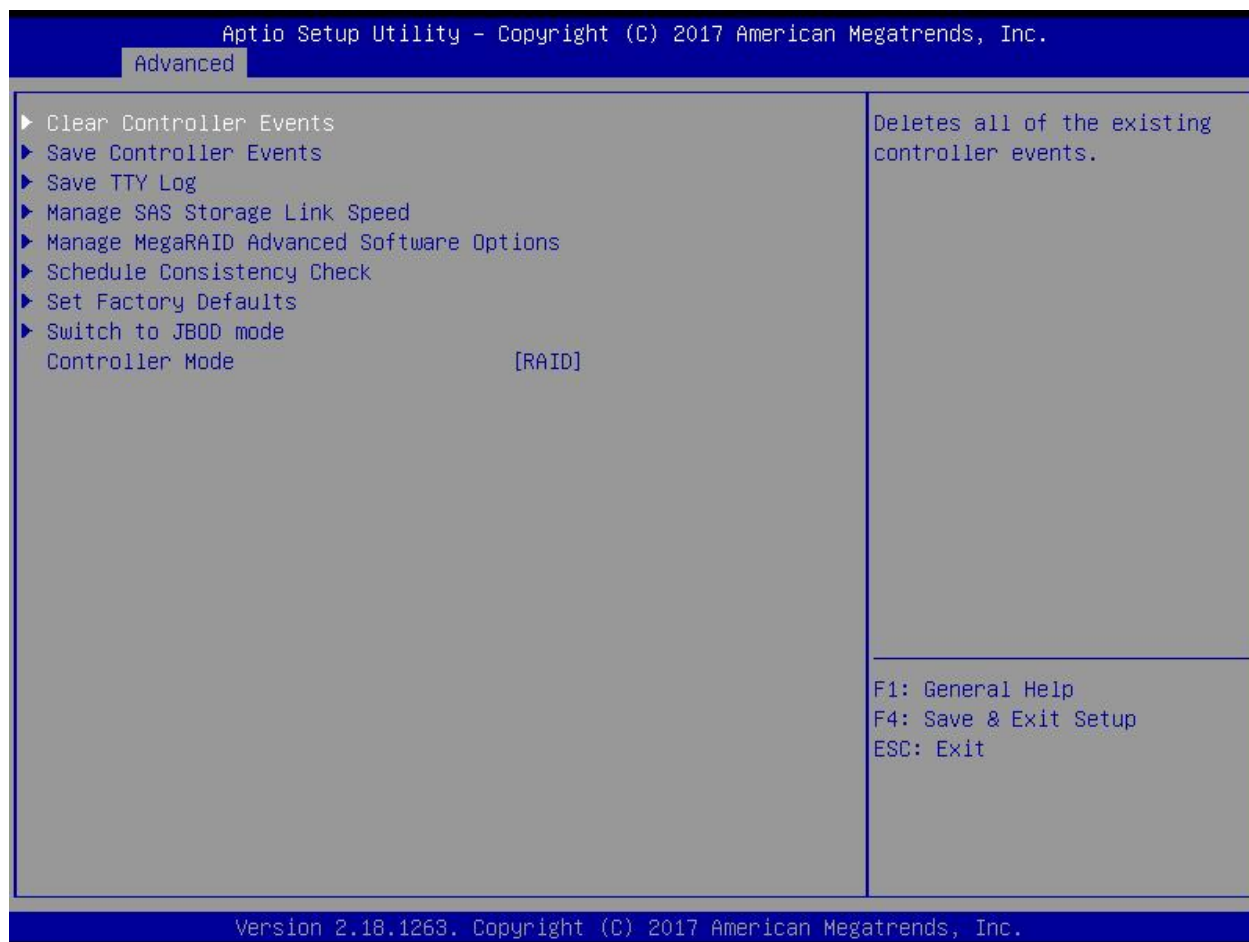 Aptio Setup Utility – Copyright (C) 2017 American Megatrends, Inc.
Advanced
Clear Controller Events
Save Controller Events
Save TTY Log
Manage SAS Storage Link Speed
Manage MegaRAID Advanced Software Options
Schedule Consistency Check
Set Factory Defaults
Switch to JBOD mode
Controller Mode [RAID]
Deletes all of the existing
controller events.
F1: General Help
F4: Save & Exit Setup
ESC: Exit
Version 2.18.1263. Copyright (C) 2017 American Megatrends, Inc.